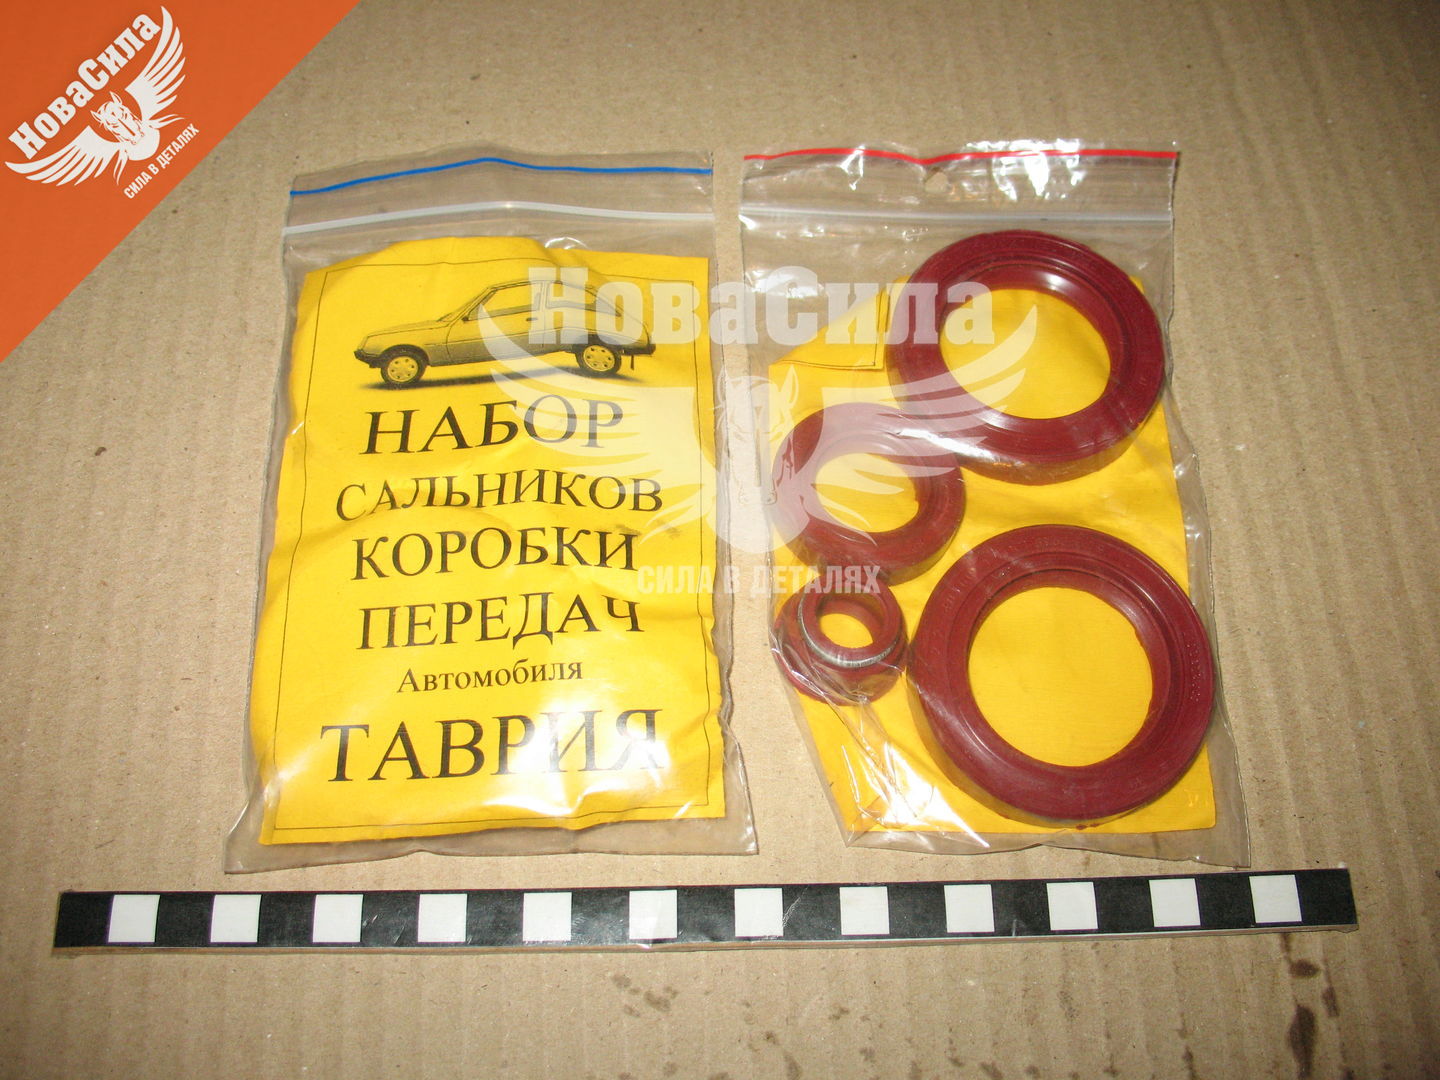 НоваСила
СИЛА В ДЕТАЛЯХ
НАБОР
САЛЬНИКОВ
КОРОБКИ
ПЕРЕДАЧ
Автомобиля
ТАВРИЯ
НоваСила
СИЛА В ДЕТАЛЯХ